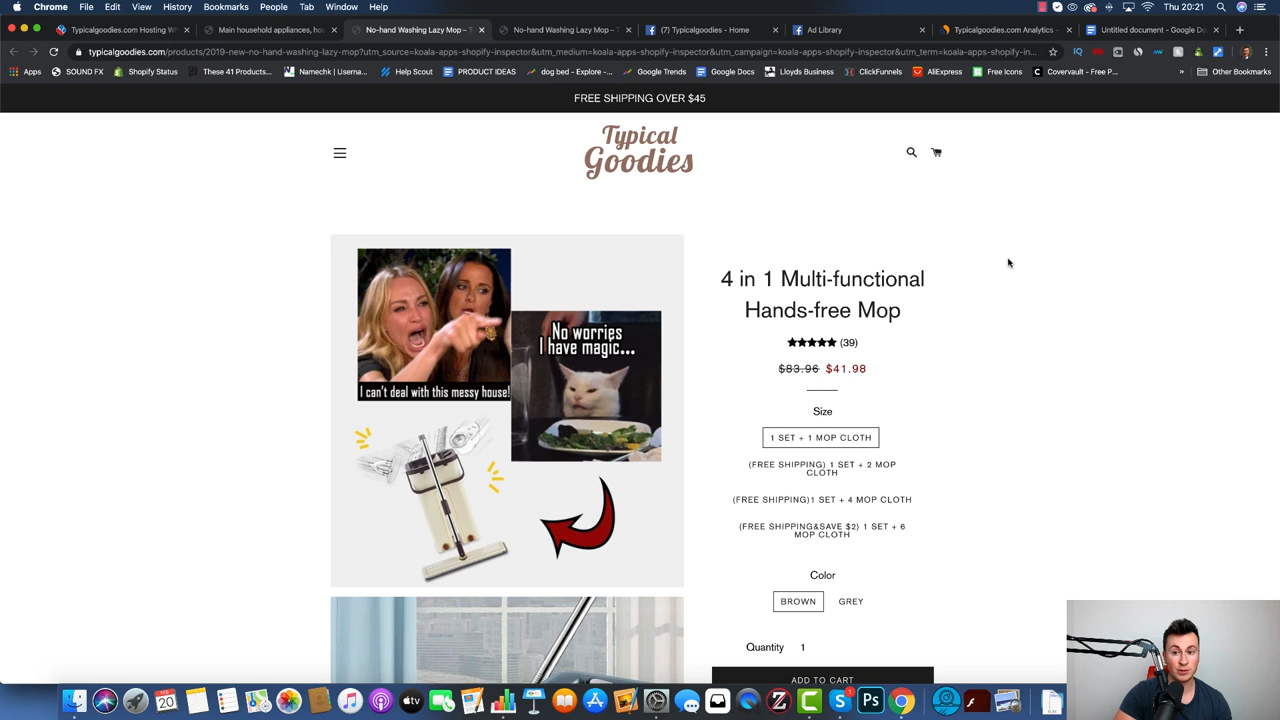 Chrome File Edit View History Bookmarks People Tab Window Help
Thu 20:21
Typicalgoodies.com Hosting W
Main household appliances, ho
No-hand Washing Lazy Mop – T
No-hand Washing Lazy Mop – T
(7) Typicalgoodies - Home
Ad Library
TypicalGoodies.com Analytics -
Untitled document - Google Do
typicalgoodies.com/products/2019-new-no-hand-washing-lazy-mop?utm_source=koala-apps-shopify-inspector&utm_medium=koala-apps-shopify-inspector&utm_campaign=koala-apps-shopify-inspector&utm_term=koala-apps-shopify-in...
Apps SOUND FX Shopify Status These 41 Products... Namechk | Userna... Help Scout PRODUCT IDEAS dog bed - Explore -... Google Trends Google Docs Lloyds Business ClickFunnels AliExpress Free Icons Covervault - Free P... » Other Bookmarks
FREE SHIPPING OVER $45
Typical
Goodies
I can't deal with this messy house!
No worries
I have magic...
4 in 1 Multi-functional
Hands-free Mop
★★★★★ (39)
$83.96 $41.98
Size
1 SET + 1 MOP CLOTH
(FREE SHIPPING) 1 SET + 2 MOP
CLOTH
(FREE SHIPPING)1 SET + 4 MOP CLOTH
(FREE SHIPPING&SAVE $2) 1 SET + 6
MOP CLOTH
Color
BROWN GREY
Quantity 1
ADD TO CART
tv
Ps